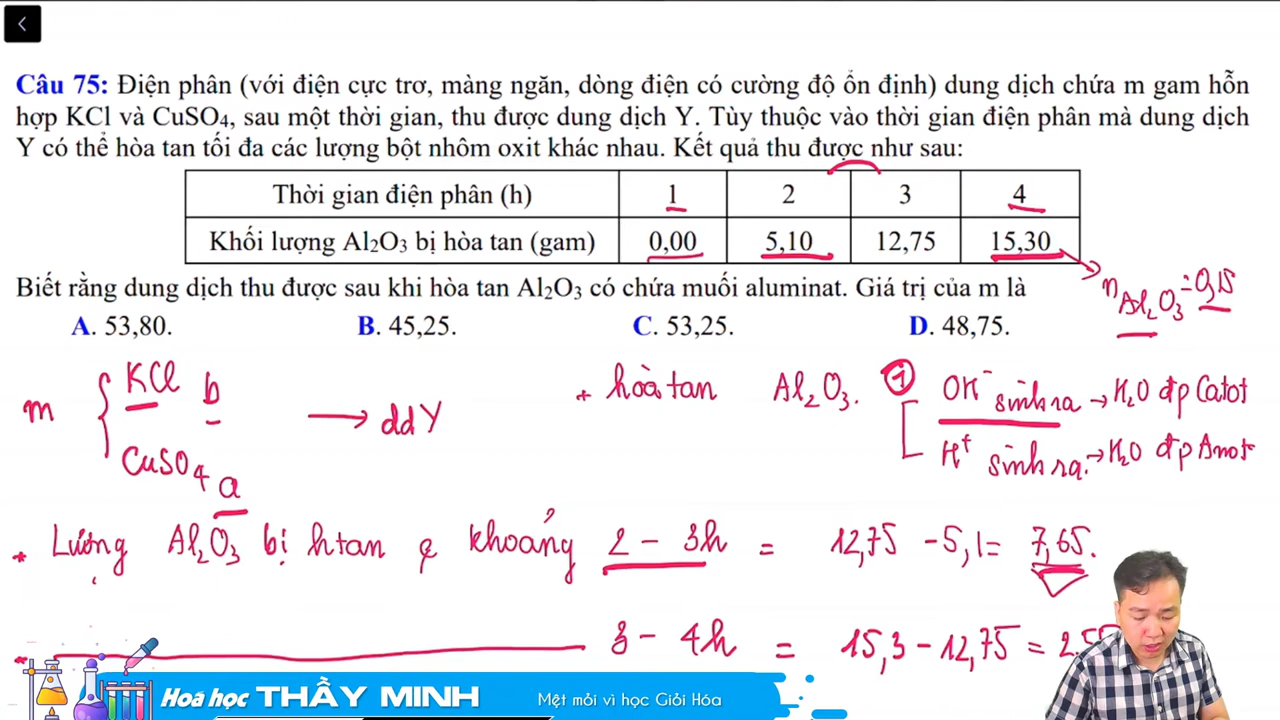 Câu 75: Điện phân (với điện cực trơ, màng ngăn, dòng điện có cường độ ổn định) dung dịch chứa m gam hỗn
hợp KCl và CuSO₄, sau một thời gian, thu được dung dịch Y. Tùy thuộc vào thời gian điện phân mà dung dịch
Y có thể hòa tan tối đa các lượng bột nhôm oxit khác nhau. Kết quả thu được như sau:
Thời gian điện phân (h) 1 2 3 4
Khối lượng Al₂O₃ bị hòa tan (gam) 0,00 5,10 12,75 15,30
Biết rằng dung dịch thu được sau khi hòa tan Al₂O₃ có chứa muối aluminat. Giá trị của m là
n Al₂O₃ = 0,15
A. 53,80. B. 45,25. C. 53,25. D. 48,75.
m { KCl b
CuSO₄ a
→ ddY
* hòa tan Al₂O₃. ①
OH⁻ sinh ra → H₂O đp Catot
H⁺ sinh ra. → H₂O đp Anot
* Lượng Al₂O₃ bị htan ç khoảng 2 - 3h = 12,75 - 5,1 = 7,65.
* 3 - 4h = 15,3 - 12,75 = 2.55
Hoá học THẦY MINH
Mệt mỏi vì học Giỏi Hóa